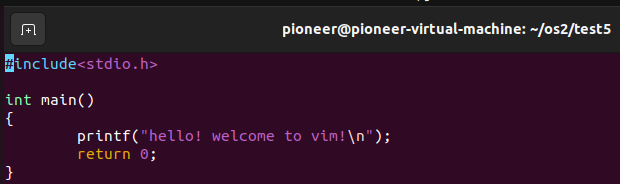 pioneer@pioneer-virtual-machine: ~/os2/test5
#include<stdio.h>
int main()
{
        printf("hello! welcome to vim!\n");
        return 0;
}